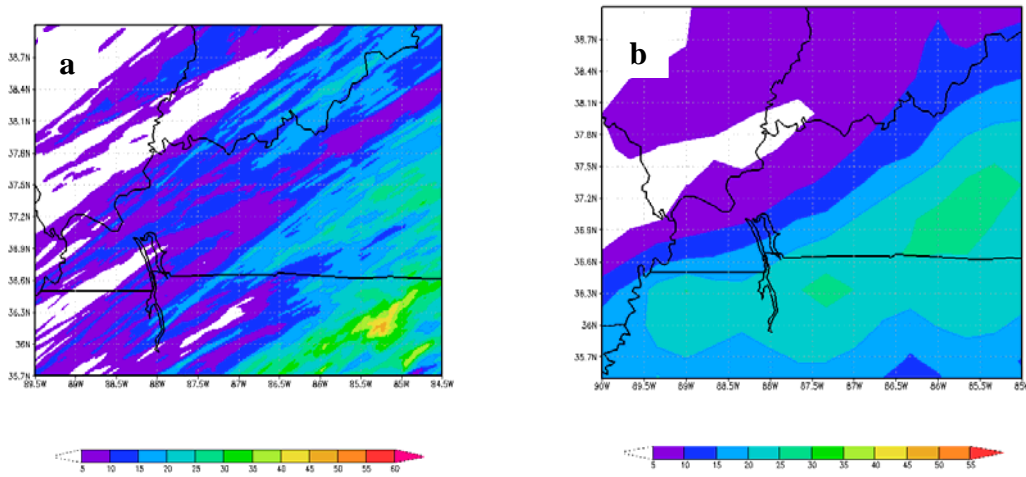 a
38.7N
38.4N
38.1N
37.8N
37.5N
37.2N
36.9N
36.6N
36.3N
36N
35.7N
89.5W 89W 88.5W 88W 87.5W 87W 86.5W 86W 85.5W 85W 84.5W
5 10 15 20 25 30 35 40 45 50 55 60
b
38.7N
38.4N
38.1N
37.8N
37.5N
37.2N
36.9N
36.6N
36.3N
36N
35.7N
90W 89.5W 89W 88.5W 88W 87.5W 87W 86.5W 86W 85.5W 85
5 10 15 20 25 30 35 40 45 50 55